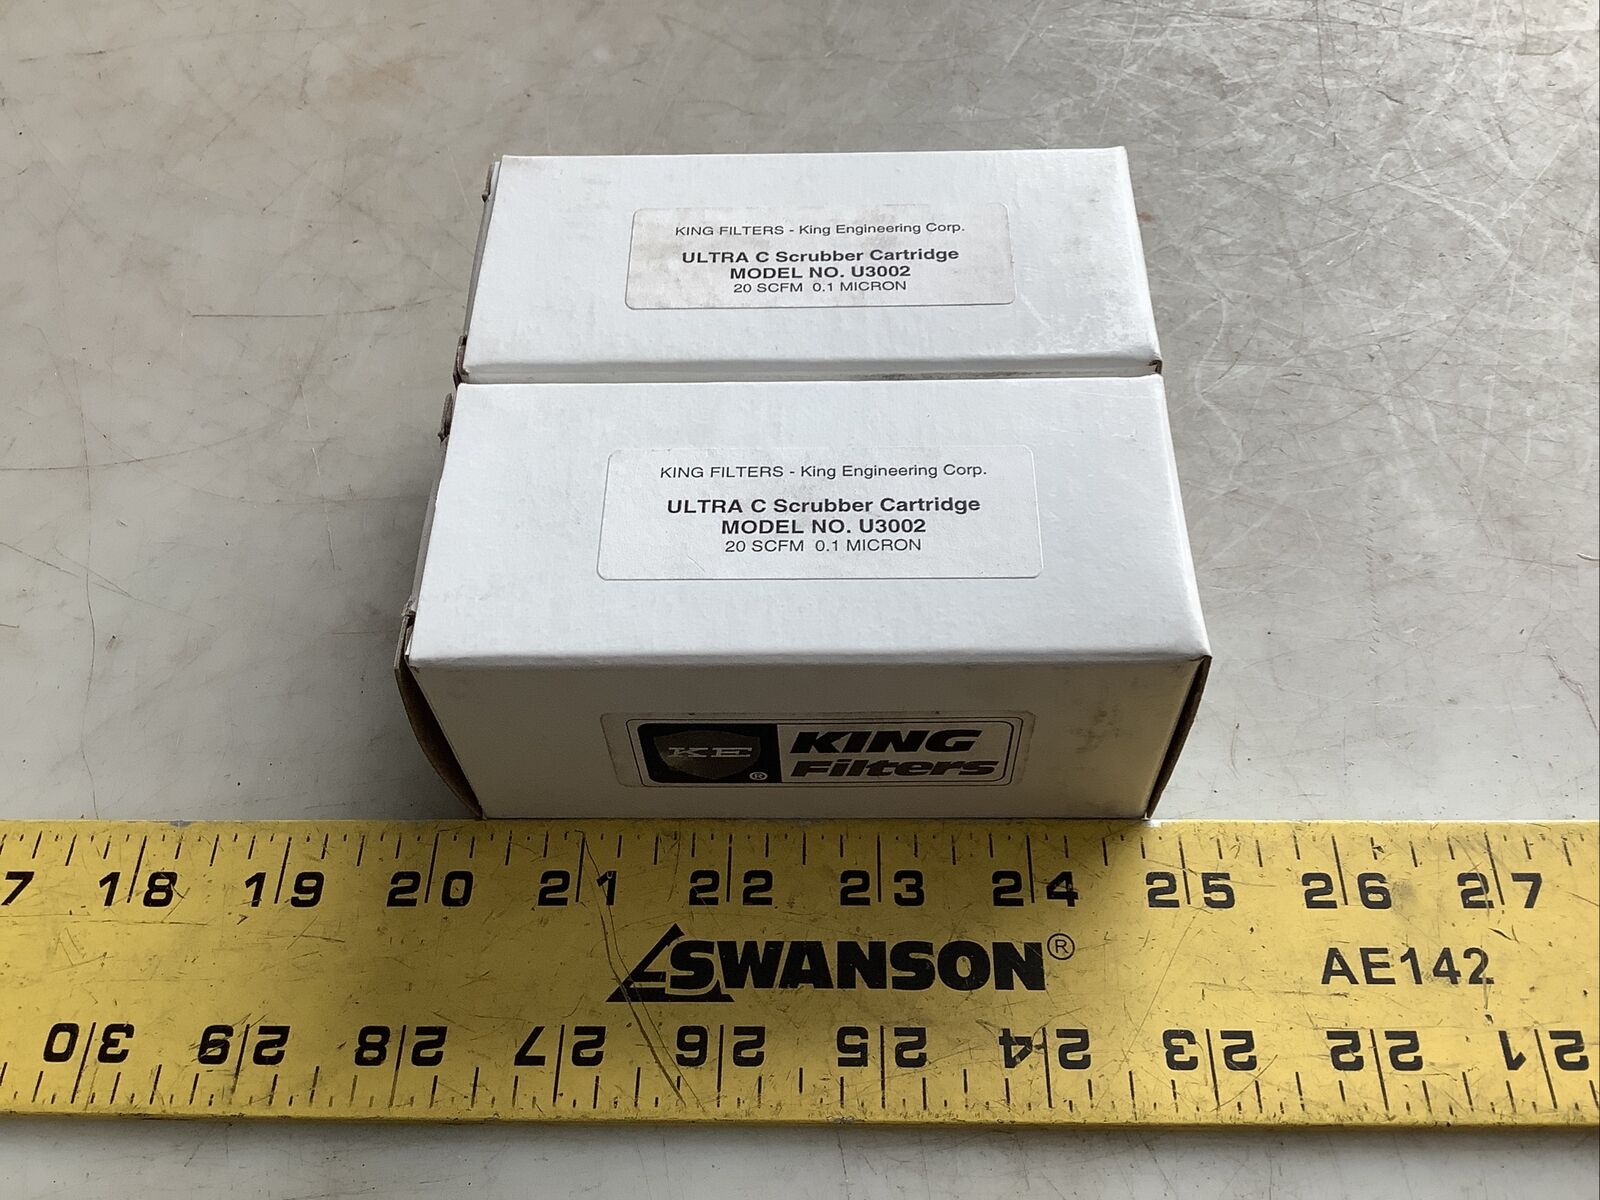 KING FILTERS - King Engineering Corp.
ULTRA C Scrubber Cartridge
MODEL NO. U3002
20 SCFM 0.1 MICRON
KING FILTERS - King Engineering Corp.
ULTRA C Scrubber Cartridge
MODEL NO. U3002
20 SCFM 0.1 MICRON
KE ® KING
Filters
7 18 19 20 21 22 23 24 25 26 27
SWANSON® AE142
30 29 28 27 26 25 24 23 22 21